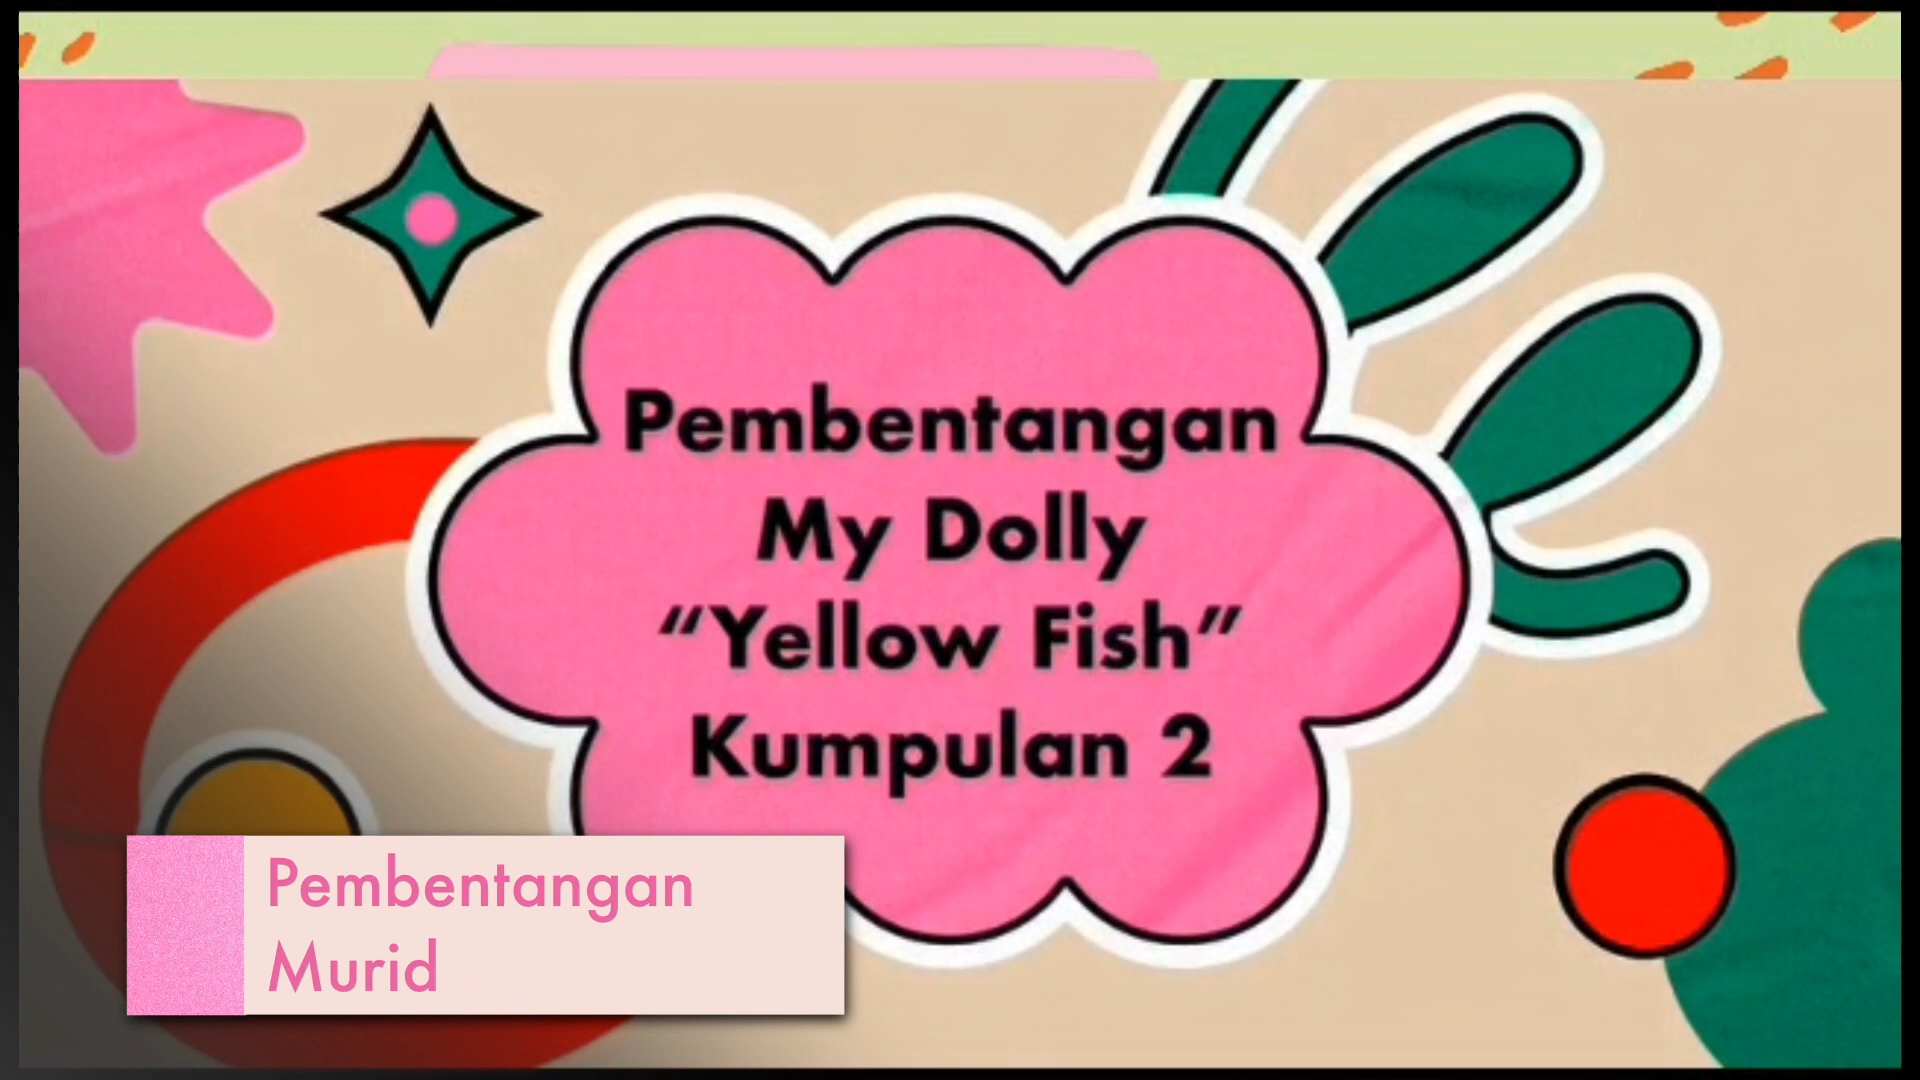 Pembentangan
My Dolly
“Yellow Fish”
Kumpulan 2
Pembentangan
Murid